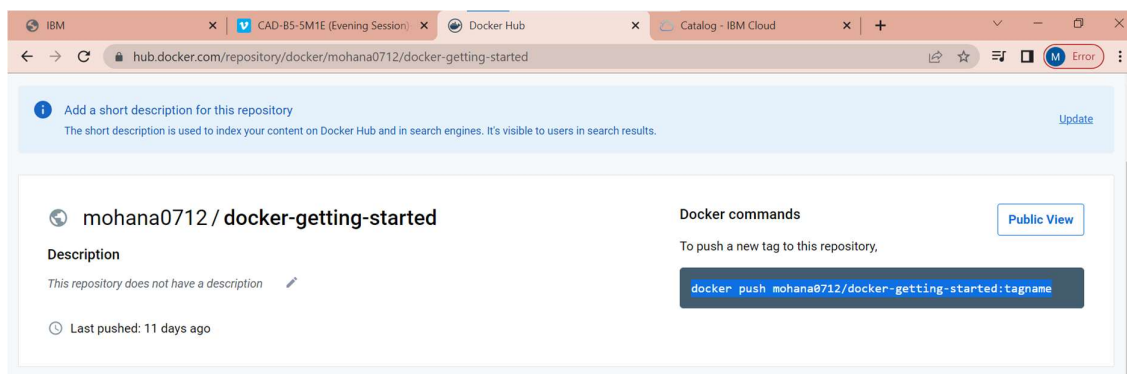 IBM
CAD-B5-5M1E (Evening Session)
Docker Hub
Catalog - IBM Cloud
hub.docker.com/repository/docker/mohana0712/docker-getting-started
M Error
Add a short description for this repository
The short description is used to index your content on Docker Hub and in search engines. It's visible to users in search results.
Update
mohana0712 / docker-getting-started
Description
This repository does not have a description
Last pushed: 11 days ago
Docker commands
Public View
To push a new tag to this repository,
docker push mohana0712/docker-getting-started:tagname